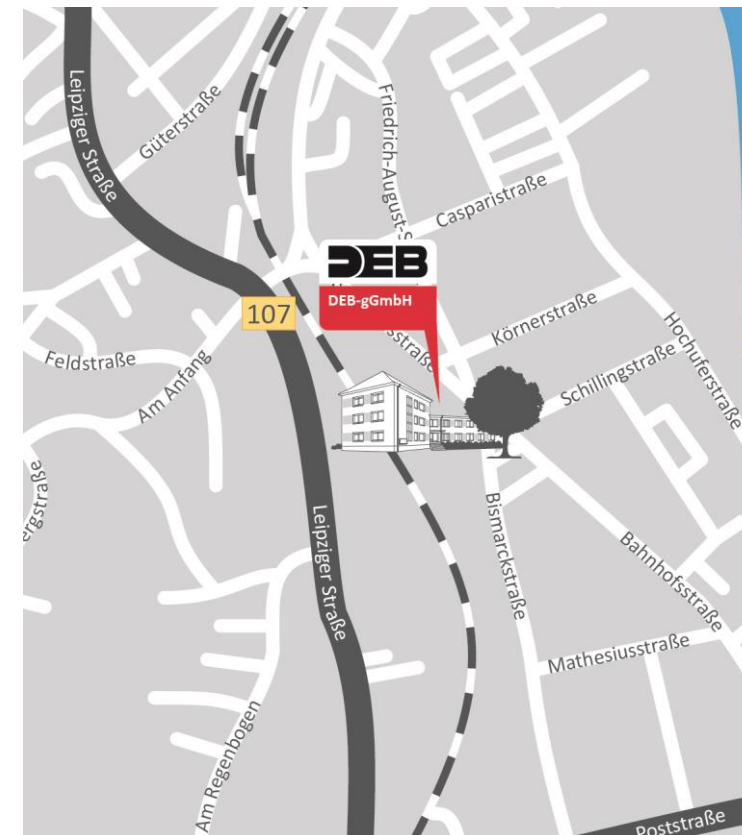 Leipziger Straße
Güterstraße
Friedrich-August-S
Casparistraße
DEB
DEB-gGmbH
107
Körnerstraße
Hochuferstraße
Feldstraße
Am Anfang
Schillingstraße
ergstraße
Leipziger Straße
Bismarckstraße
Bahnhofsstraße
Mathesiusstraße
Am Regenbogen
Poststraße